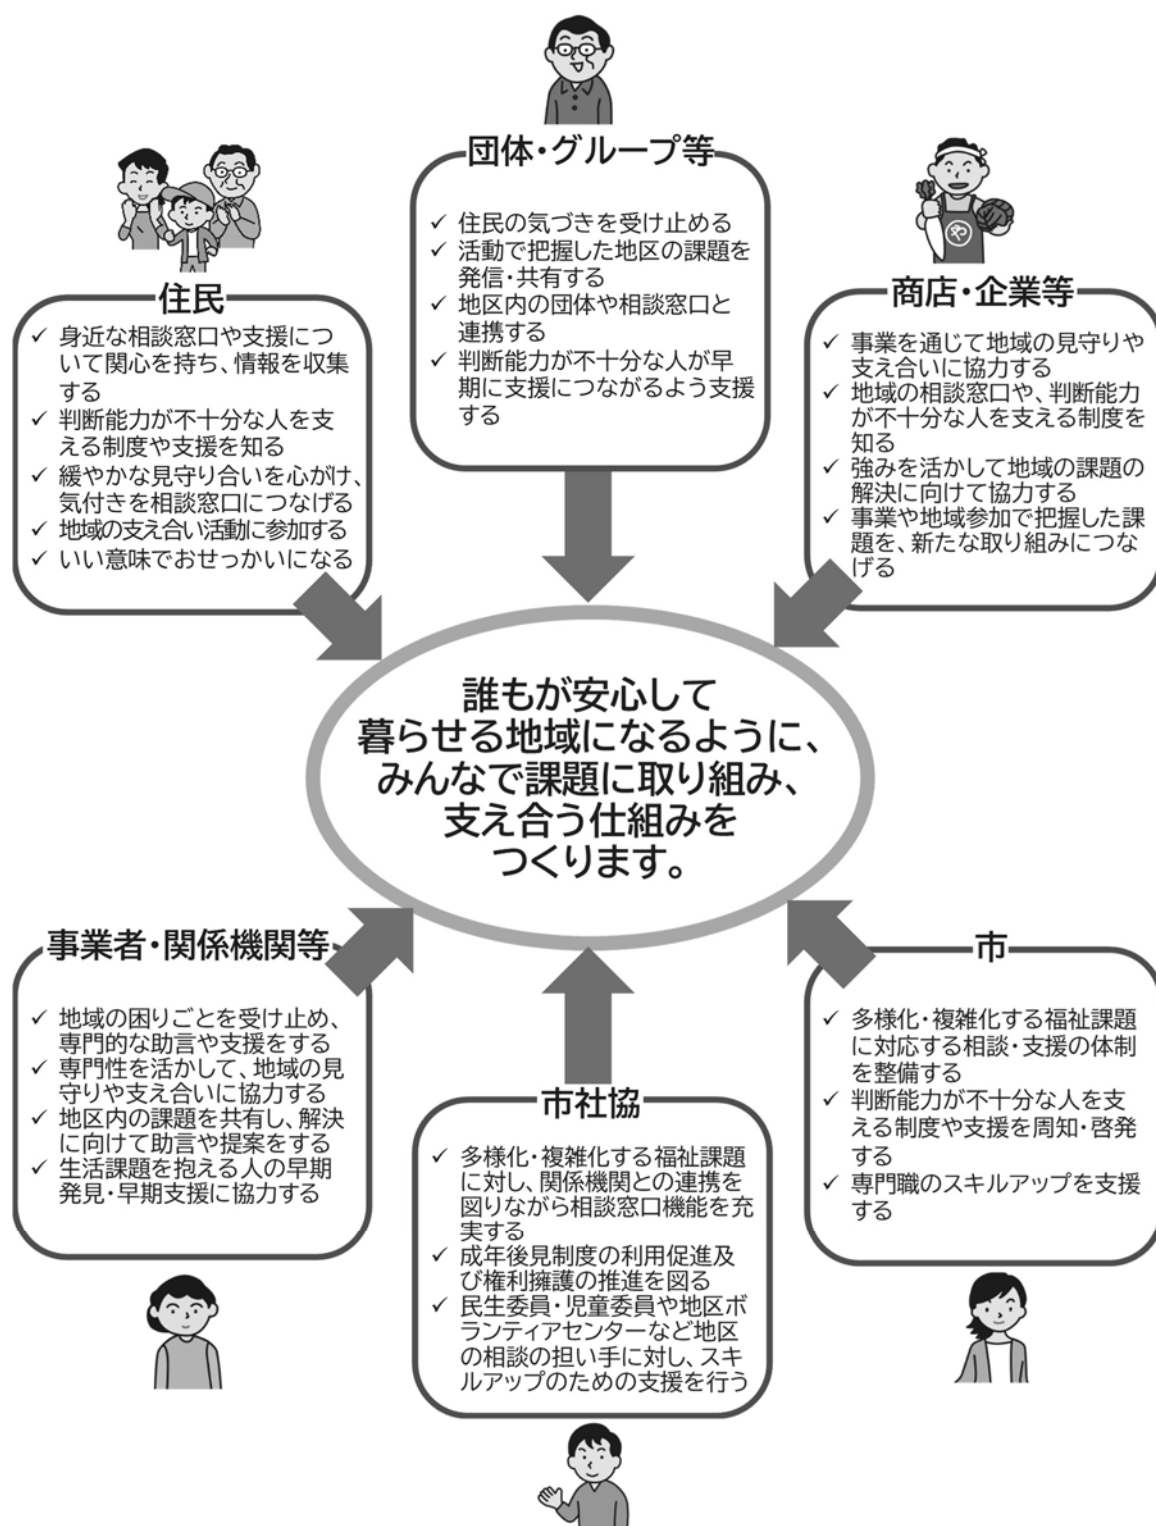 団体・グループ等
✓ 住民の気づきを受け止める
✓ 活動で把握した地区の課題を
発信・共有する
✓ 地区内の団体や相談窓口と
連携する
✓ 判断能力が不十分な人が早
期に支援につながるよう支援
する
住民
✓ 身近な相談窓口や支援につ
いて関心を持ち、情報を収集
する
✓ 判断能力が不十分な人を支
える制度や支援を知る
✓ 緩やかな見守り合いを心がけ、
気付きを相談窓口につなげる
✓ 地域の支え合い活動に参加する
✓ いい意味でおせっかいになる
や
商店・企業等
✓ 事業を通じて地域の見守りや
支え合いに協力する
✓ 地域の相談窓口や、判断能力
が不十分な人を支える制度を
知る
✓ 強みを活かして地域の課題の
解決に向けて協力する
✓ 事業や地域参加で把握した課
題を、新たな取り組みにつな
げる
誰もが安心して
暮らせる地域になるように、
みんなで課題に取り組み、
支え合う仕組みを
つくります。
事業者・関係機関等
✓ 地域の困りごとを受け止め、
専門的な助言や支援をする
✓ 専門性を活かして、地域の見
守りや支え合いに協力する
✓ 地区内の課題を共有し、解決
に向けて助言や提案をする
✓ 生活課題を抱える人の早期
発見・早期支援に協力する
市社協
✓ 多様化・複雑化する福祉課題
に対し、関係機関との連携を
図りながら相談窓口機能を充
実する
✓ 成年後見制度の利用促進及
び権利擁護の推進を図る
✓ 民生委員・児童委員や地区ボ
ランティアセンターなど地区
の相談の担い手に対し、スキ
ルアップのための支援を行う
市
✓ 多様化・複雑化する福祉課題
に対応する相談・支援の体制
を整備する
✓ 判断能力が不十分な人を支
える制度や支援を周知・啓発
する
✓ 専門職のスキルアップを支援
する